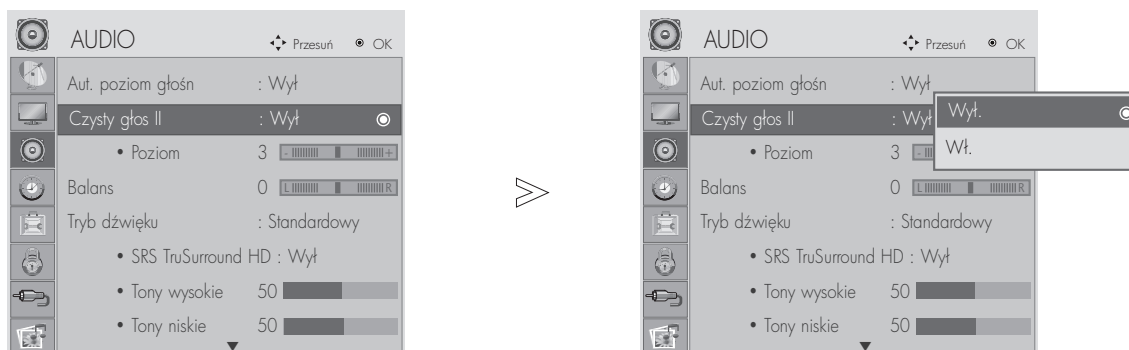 AUDIO Przesuń OK
Aut. poziom głośn : Wył
Czysty głos II : Wył
• Poziom 3 - +
Balans 0 L R
Tryb dźwięku : Standardowy
• SRS TruSurround HD : Wył
• Tony wysokie 50
• Tony niskie 50
AUDIO Przesuń OK
Aut. poziom głośn : Wył
Czysty głos II : Wył
• Poziom 3 -
Balans 0 L R
Tryb dźwięku : Standardowy
• SRS TruSurround HD : Wył
• Tony wysokie 50
• Tony niskie 50
Wył.
Wł.